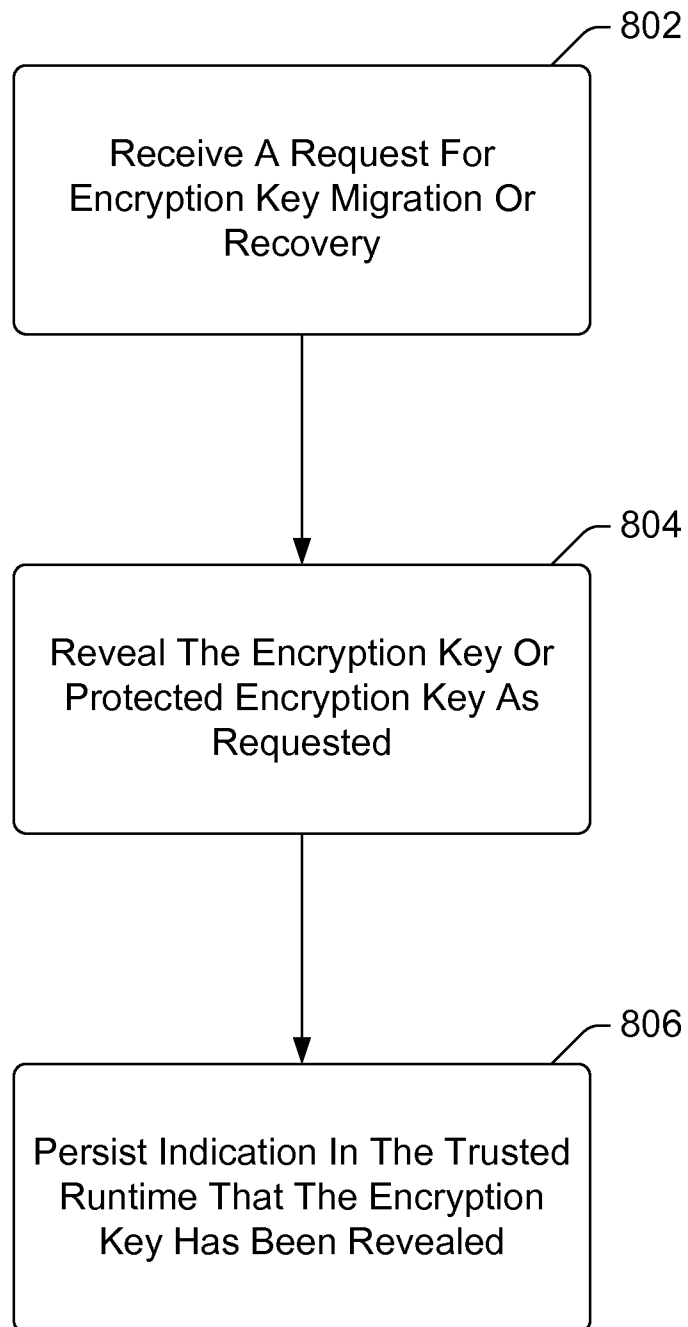 802
Receive A Request For
Encryption Key Migration Or
Recovery
804
Reveal The Encryption Key Or
Protected Encryption Key As
Requested
806
Persist Indication In The Trusted
Runtime That The Encryption
Key Has Been Revealed